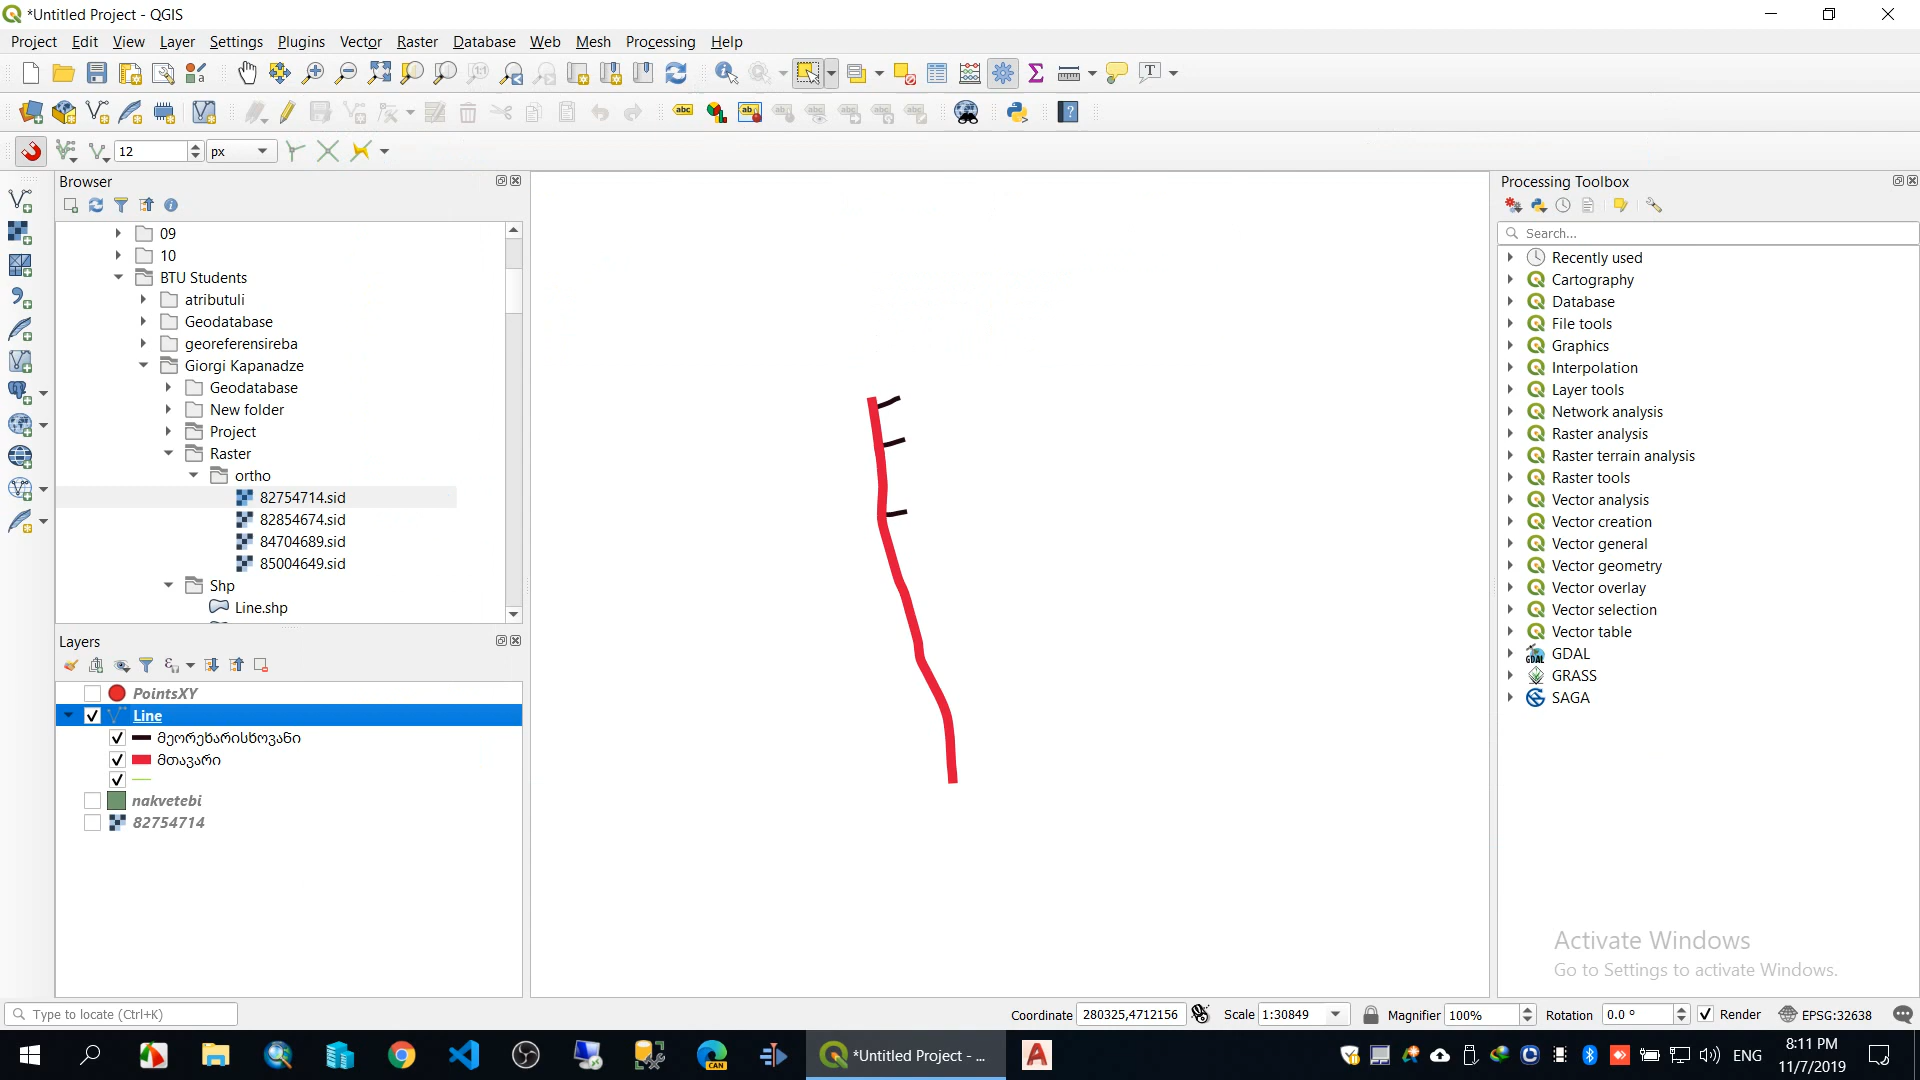 *Untitled Project - QGIS
Project Edit View Layer Settings Plugins Vector Raster Database Web Mesh Processing Help
12 px
Browser
09
10
BTU Students
atributuli
Geodatabase
georeferensireba
Giorgi Kapanadze
Geodatabase
New folder
Project
Raster
ortho
82754714.sid
82854674.sid
84704689.sid
85004649.sid
Shp
Line.shp
Layers
PointsXY
Line
მეორეხარისხოვანი
მთავარი
nakvetebi
82754714
Processing Toolbox
Search...
Recently used
Cartography
Database
File tools
Graphics
Interpolation
Layer tools
Network analysis
Raster analysis
Raster terrain analysis
Raster tools
Vector analysis
Vector creation
Vector general
Vector geometry
Vector overlay
Vector selection
Vector table
GDAL
GRASS
SAGA
Activate Windows
Go to Settings to activate Windows.
Type to locate (Ctrl+K)
Coordinate 280325,4712156 Scale 1:30849 Magnifier 100% Rotation 0.0 ° Render EPSG:32638
*Untitled Project - ...
ENG
8:11 PM
11/7/2019